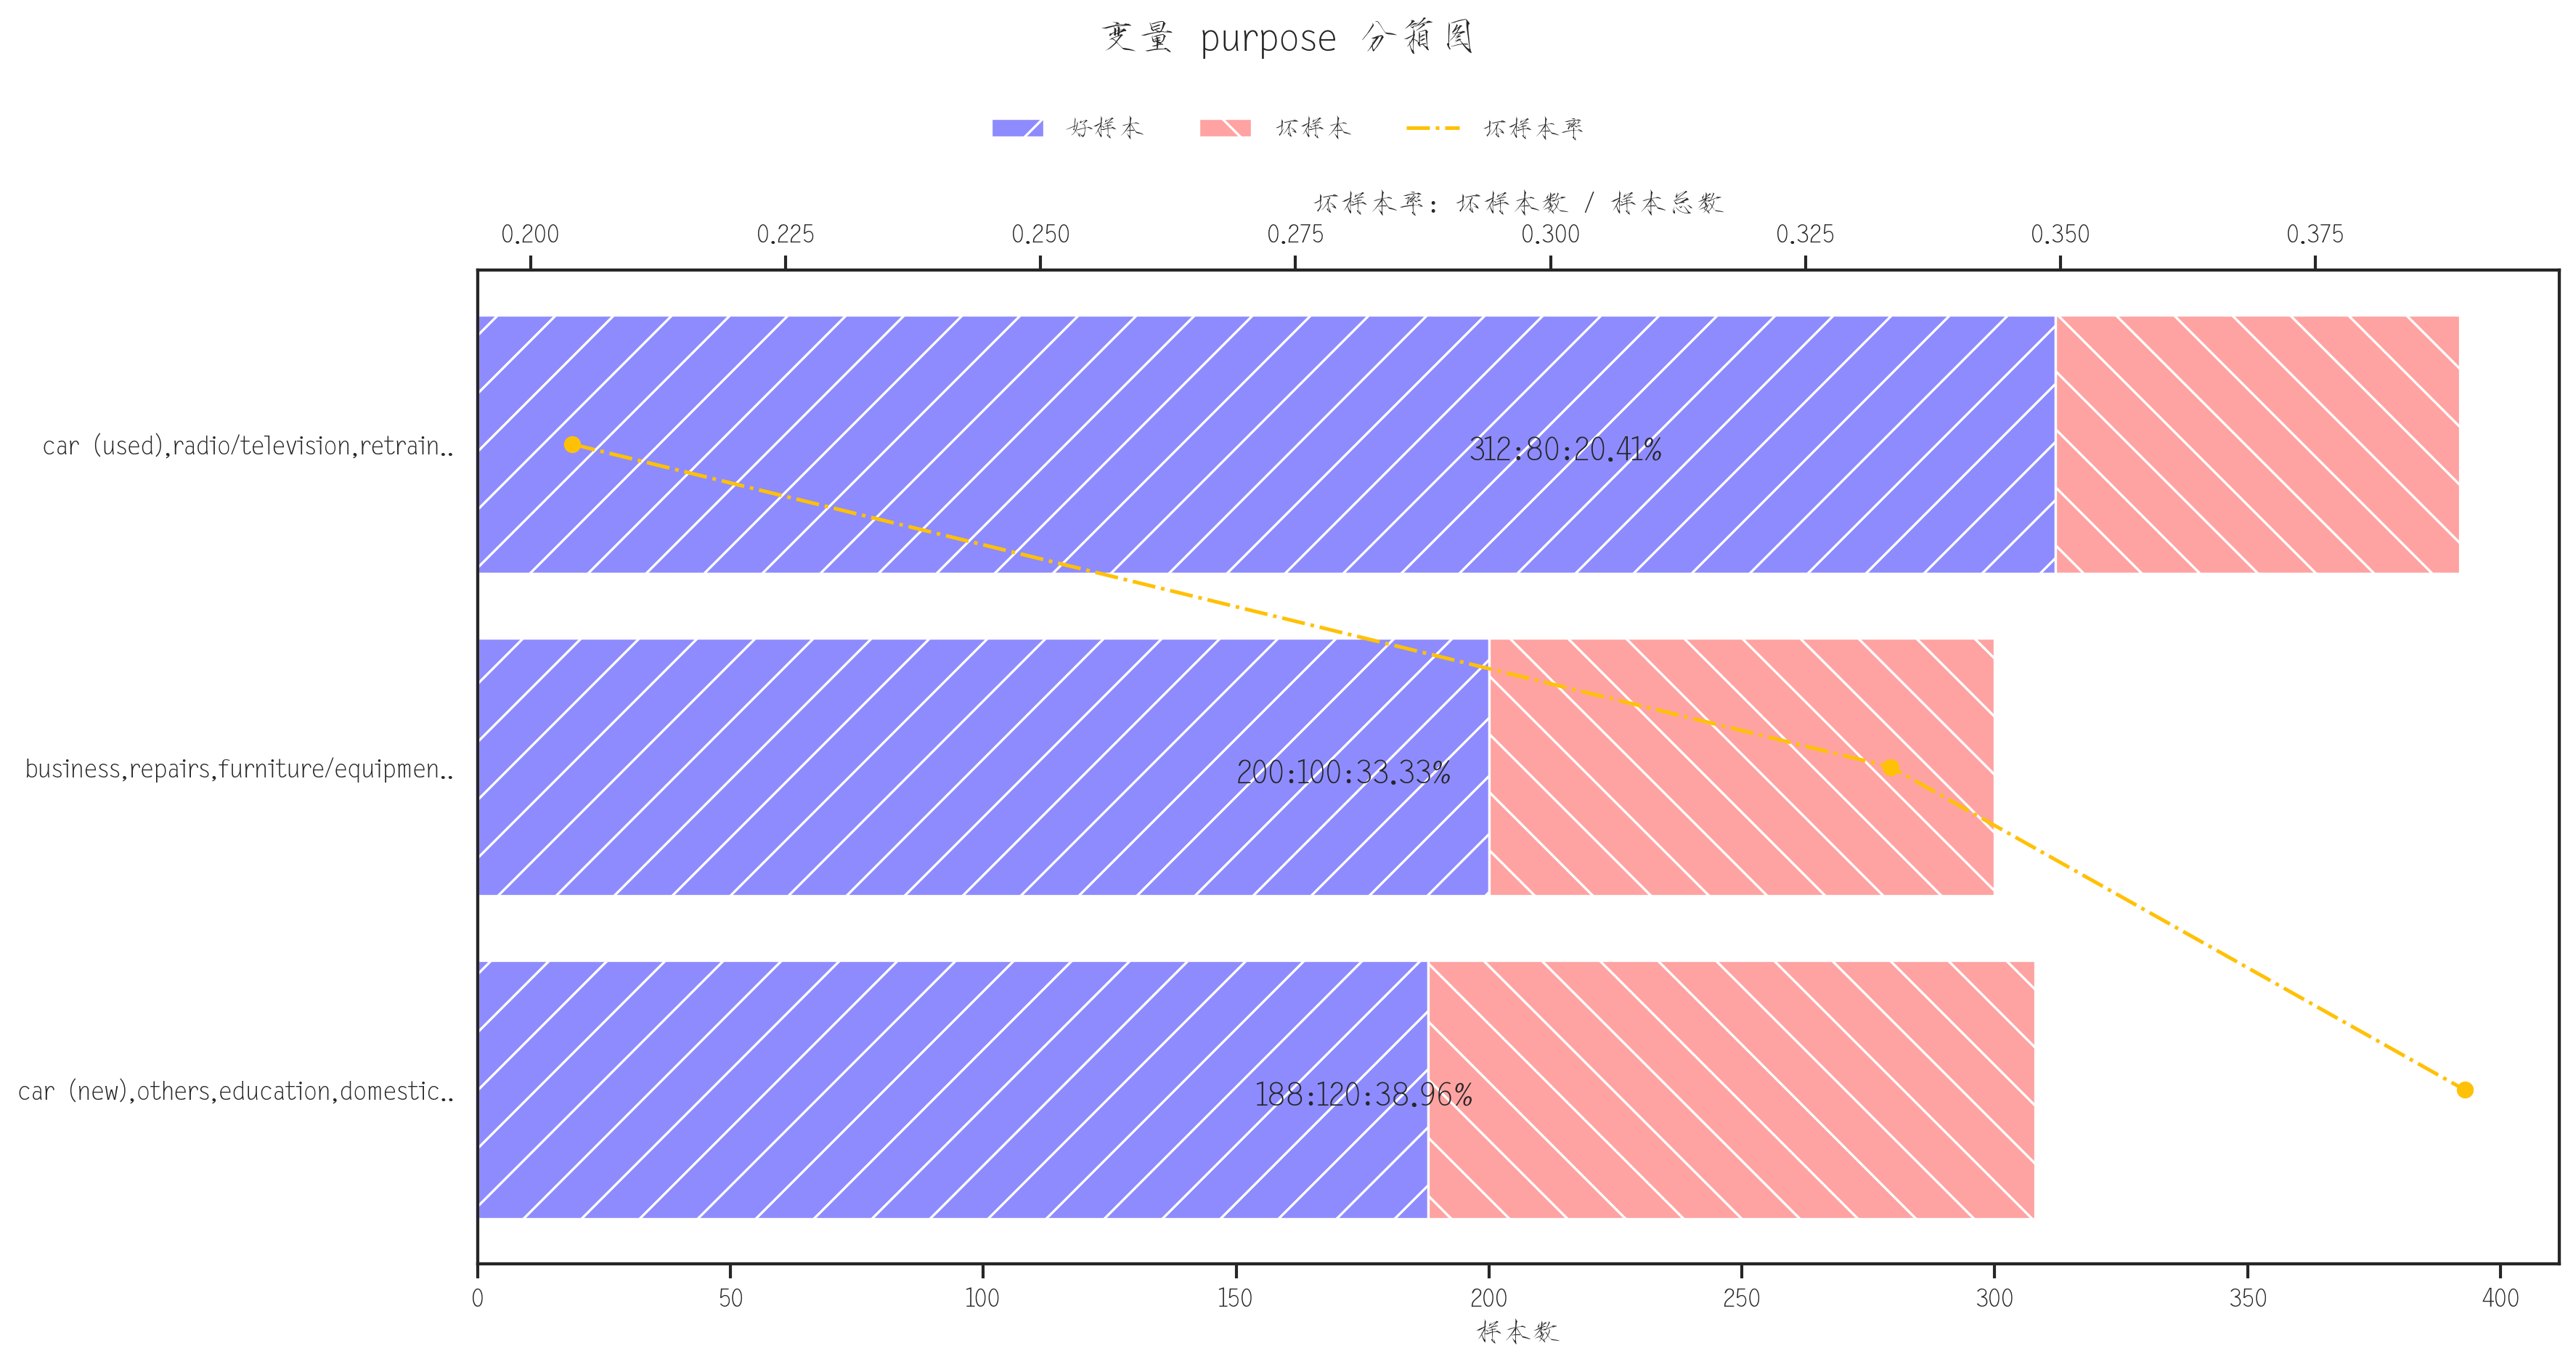 变量 purpose 分箱图
好样本 坏样本 坏样本率
坏样本率: 坏样本数 / 样本总数
0.200 0.225 0.250 0.275 0.300 0.325 0.350 0.375
car (used),radio/television,retrain..
312:80:20.41%
business,repairs,furniture/equipmen..
200:100:33.33%
car (new),others,education,domestic..
188:120:38.96%
0 50 100 150 200 250 300 350 400
样本数